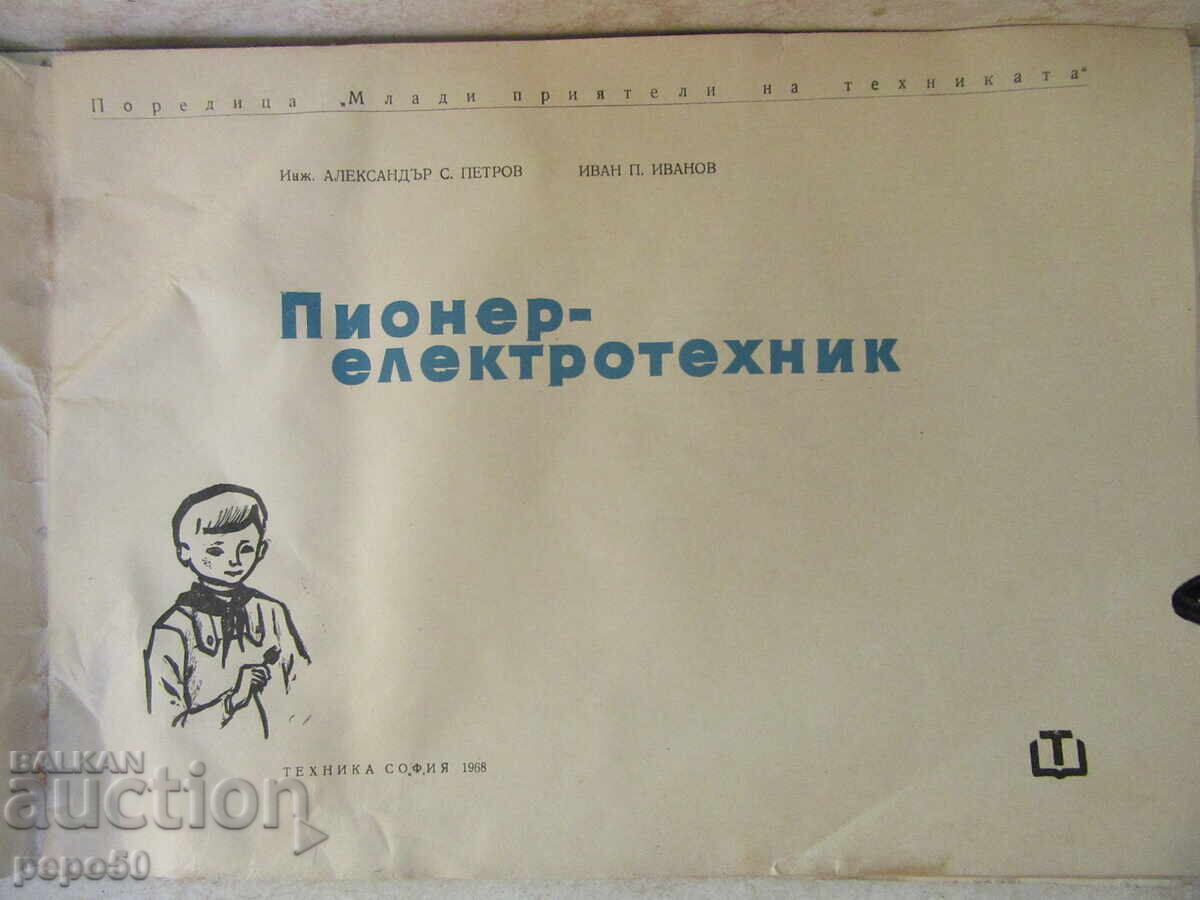 Поредица „Млади приятели на техниката“
Инж. АЛЕКСАНДЪР С. ПЕТРОВ ИВАН П. ИВАНОВ
Пионер-
електротехник
ТЕХНИКА СОФИЯ 1968
Т
BALKAN
auction
pepo50